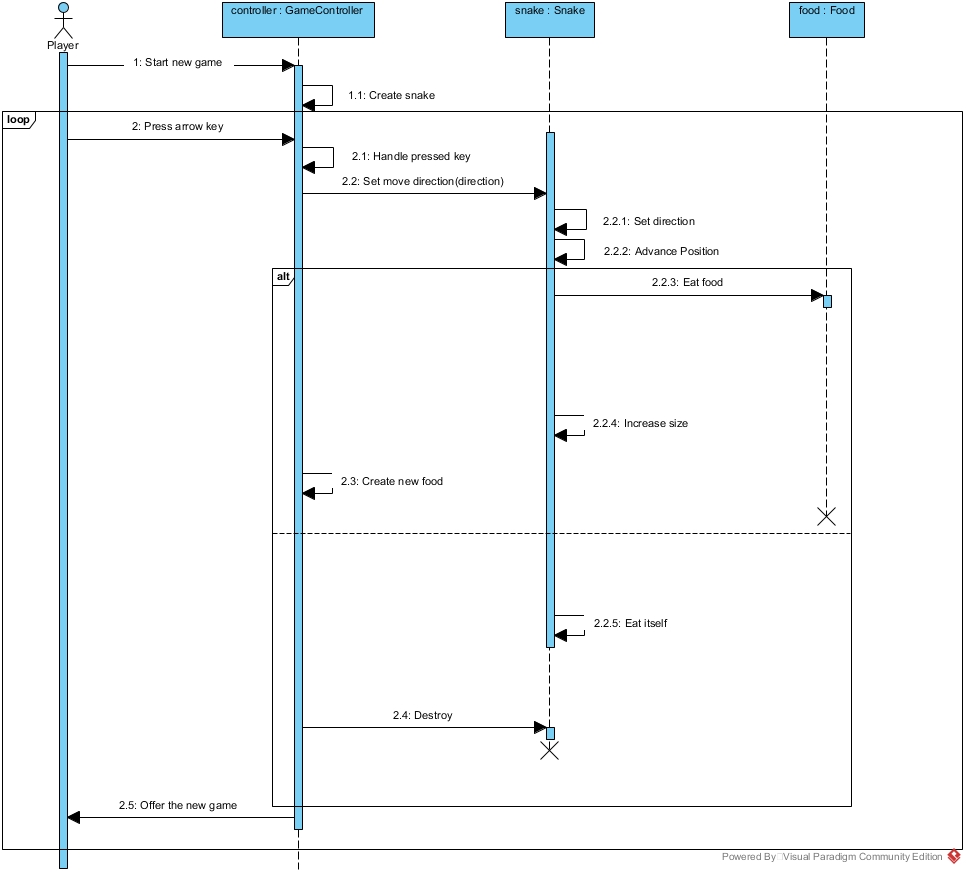 controller : GameController
snake : Snake
food : Food
Player
1: Start new game
1.1: Create snake
loop
2: Press arrow key
2.1: Handle pressed key
2.2: Set move direction(direction)
2.2.1: Set direction
2.2.2: Advance Position
alt
2.2.3: Eat food
2.2.4: Increase size
2.3: Create new food
2.2.5: Eat itself
2.4: Destroy
2.5: Offer the new game
Powered By Visual Paradigm Community Edition